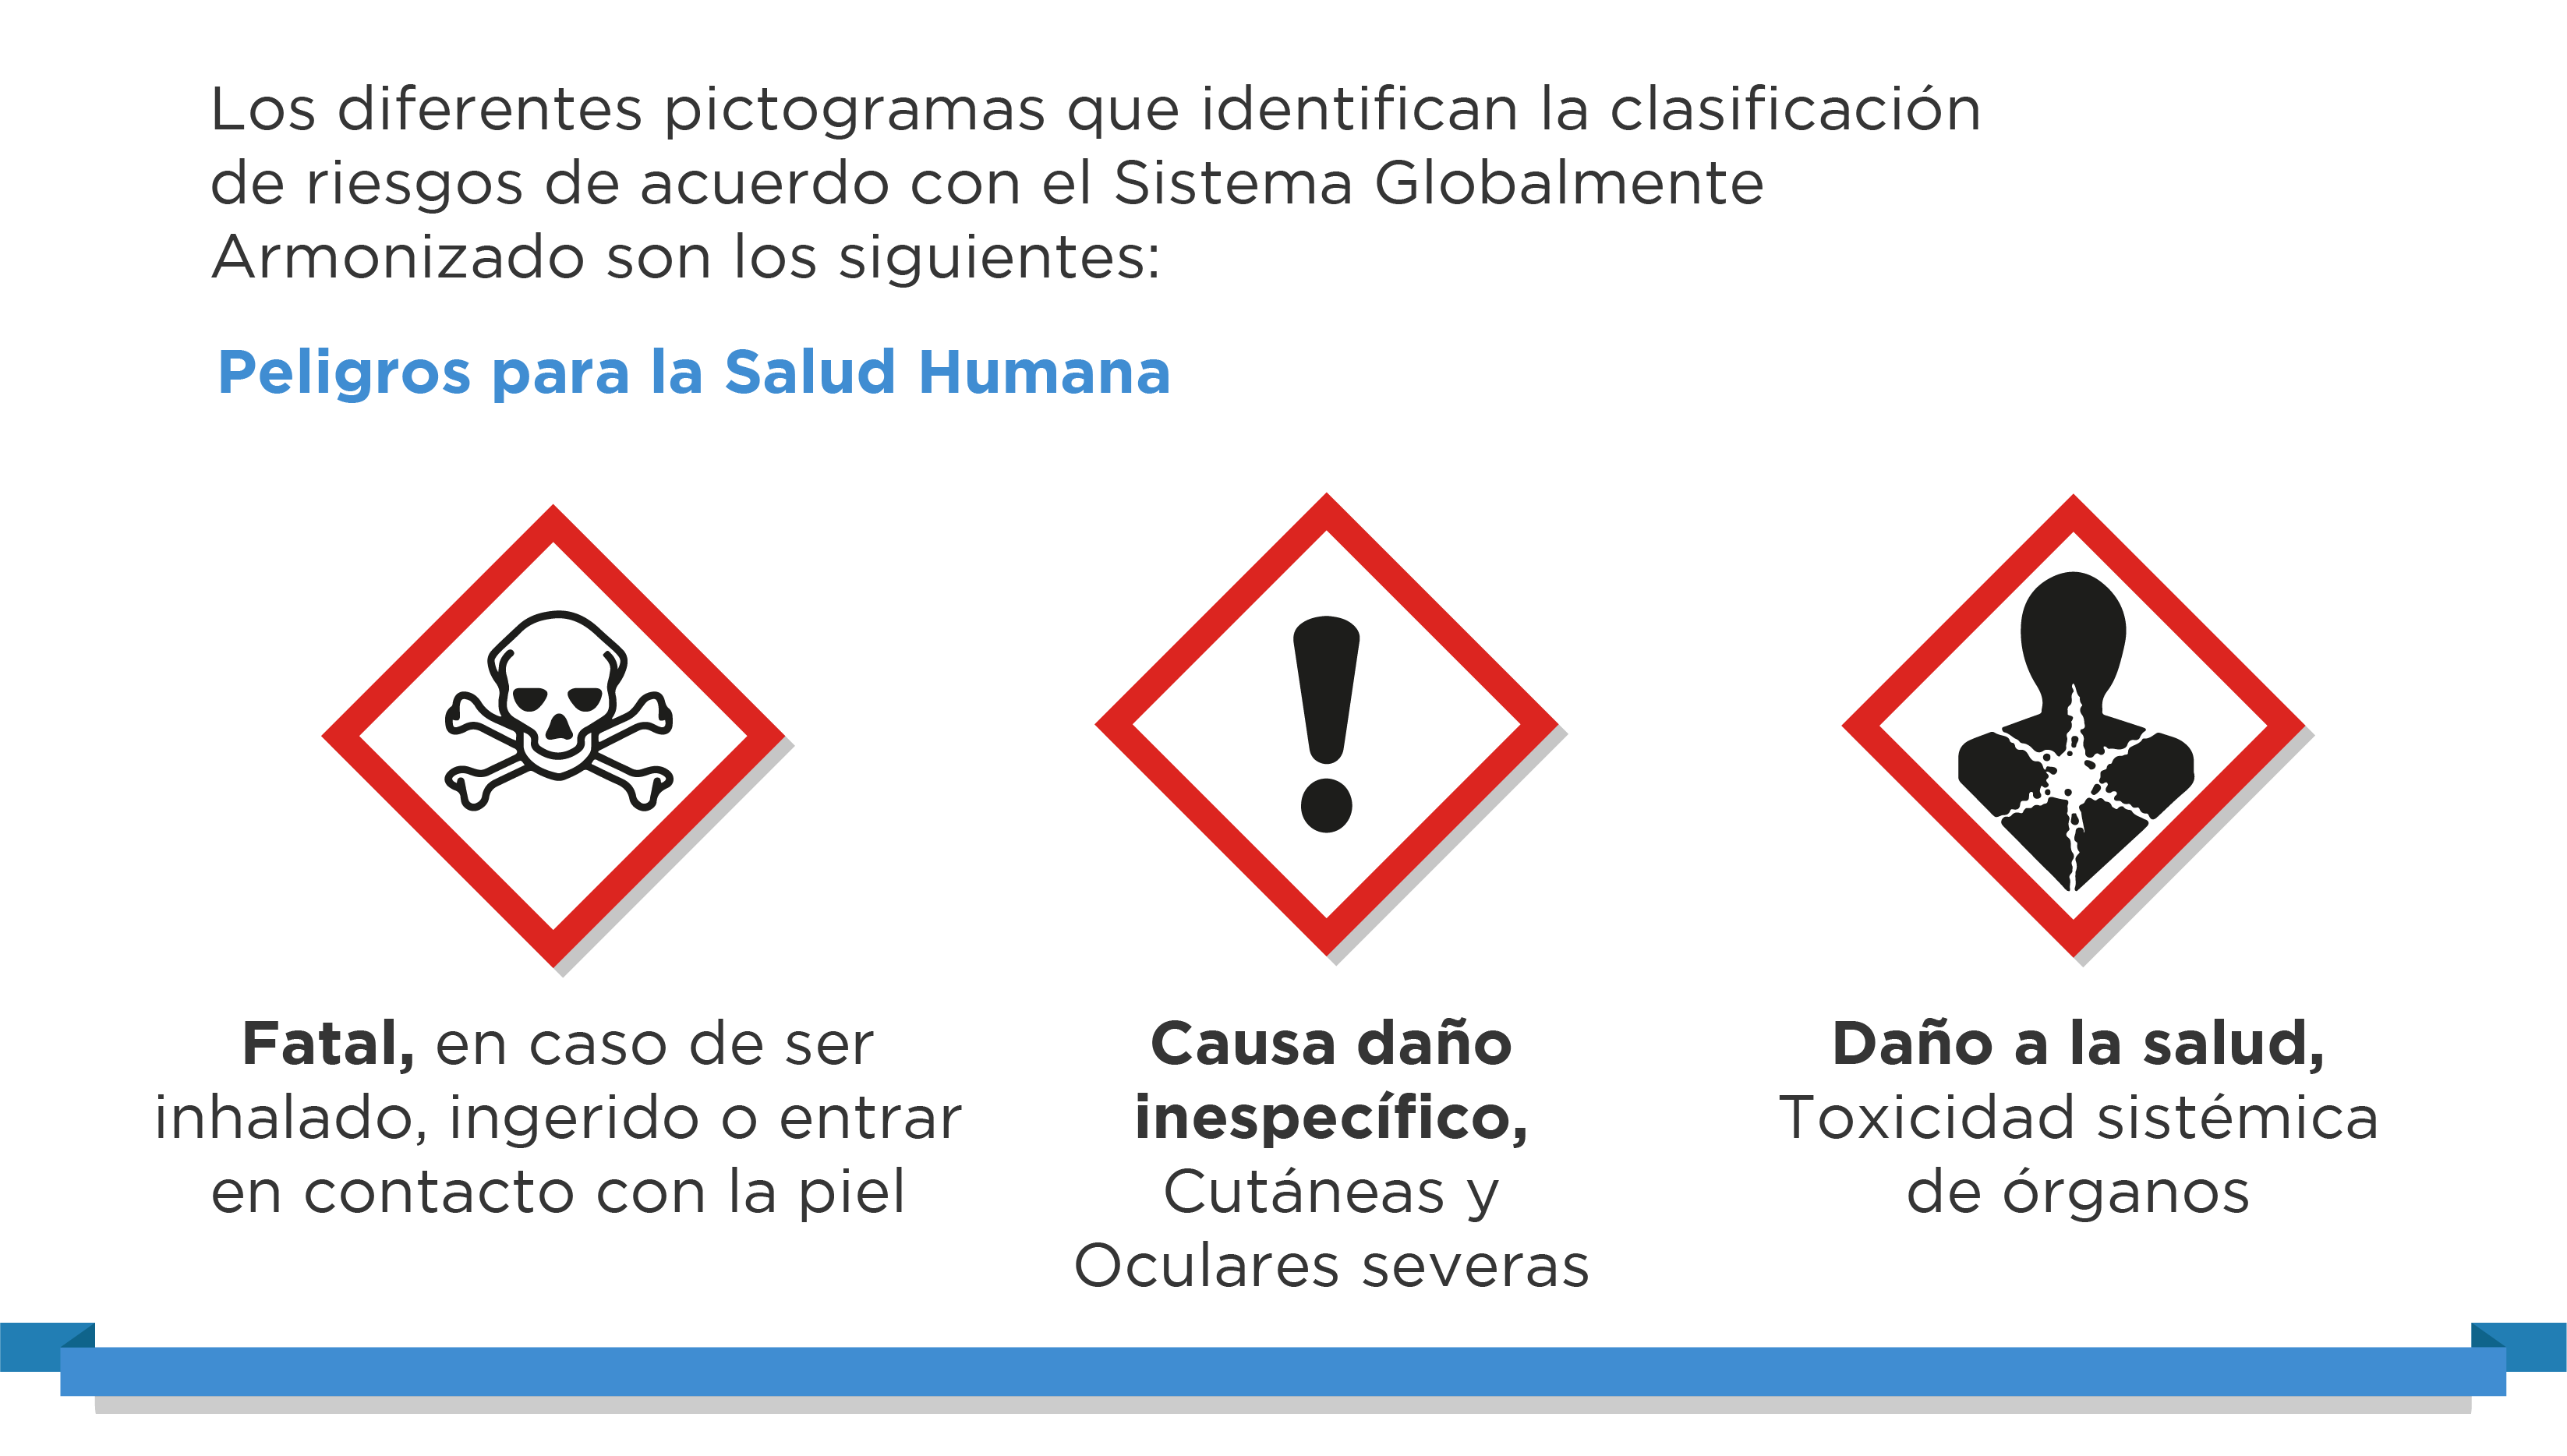 Los diferentes pictogramas que identifican la clasificación
de riesgos de acuerdo con el Sistema Globalmente
Armonizado son los siguientes:
Peligros para la Salud Humana
Fatal, en caso de ser
inhalado, ingerido o entrar
en contacto con la piel
Causa daño
inespecífico,
Cutáneas y
Oculares severas
Daño a la salud,
Toxicidad sistémica
de órganos